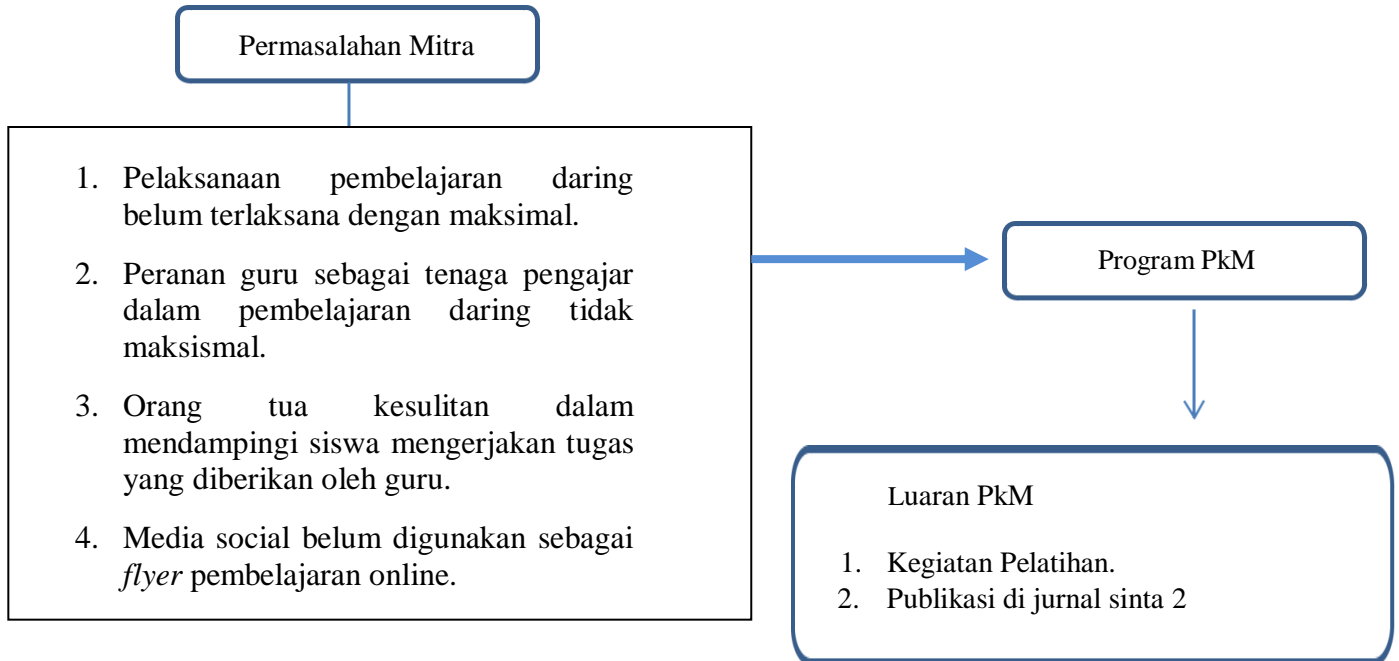 Permasalahan Mitra
1. Pelaksanaan pembelajaran daring
belum terlaksana dengan maksimal.
2. Peranan guru sebagai tenaga pengajar
dalam pembelajaran daring tidak
maksismal.
3. Orang tua kesulitan dalam
mendampingi siswa mengerjakan tugas
yang diberikan oleh guru.
4. Media social belum digunakan sebagai
flyer pembelajaran online.
Program PkM
Luaran PkM
1. Kegiatan Pelatihan.
2. Publikasi di jurnal sinta 2